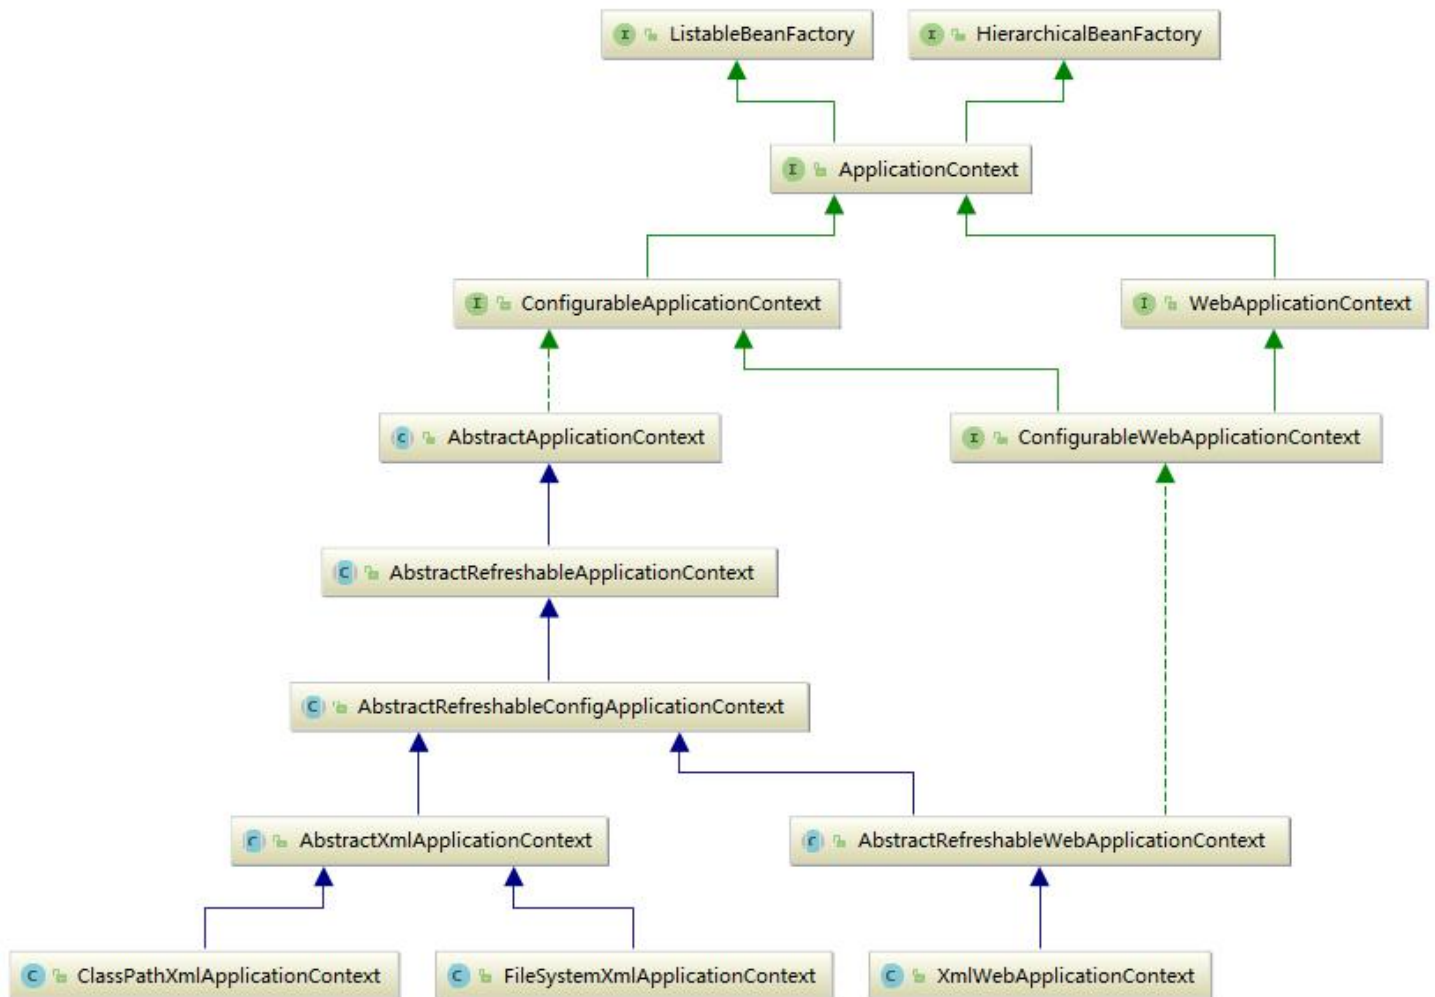 ListableBeanFactory
HierarchicalBeanFactory
ApplicationContext
ConfigurableApplicationContext
WebApplicationContext
AbstractApplicationContext
ConfigurableWebApplicationContext
AbstractRefreshableApplicationContext
AbstractRefreshableConfigApplicationContext
AbstractXmlApplicationContext
AbstractRefreshableWebApplicationContext
ClassPathXmlApplicationContext
FileSystemXmlApplicationContext
XmlWebApplicationContext